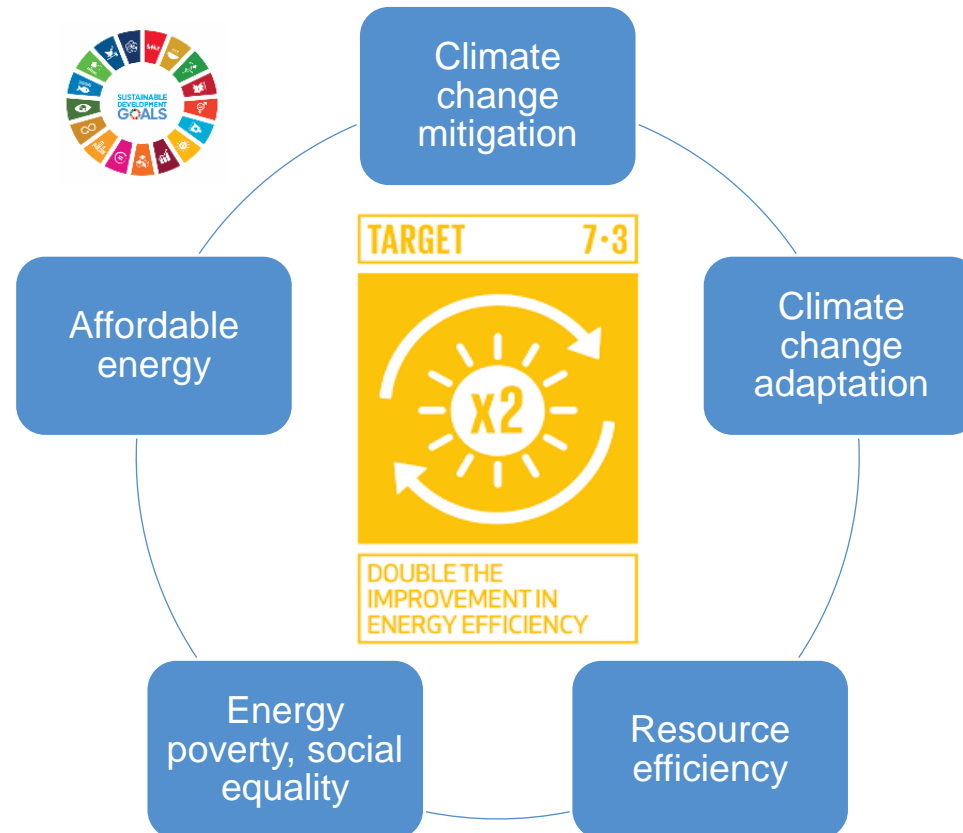 SUSTAINABLE
DEVELOPMENT
GOALS
Climate
change
mitigation
TARGET 7·3
Affordable
energy
Climate
change
adaptation
x2
DOUBLE THE
IMPROVEMENT IN
ENERGY EFFICIENCY
Energy
poverty, social
equality
Resource
efficiency